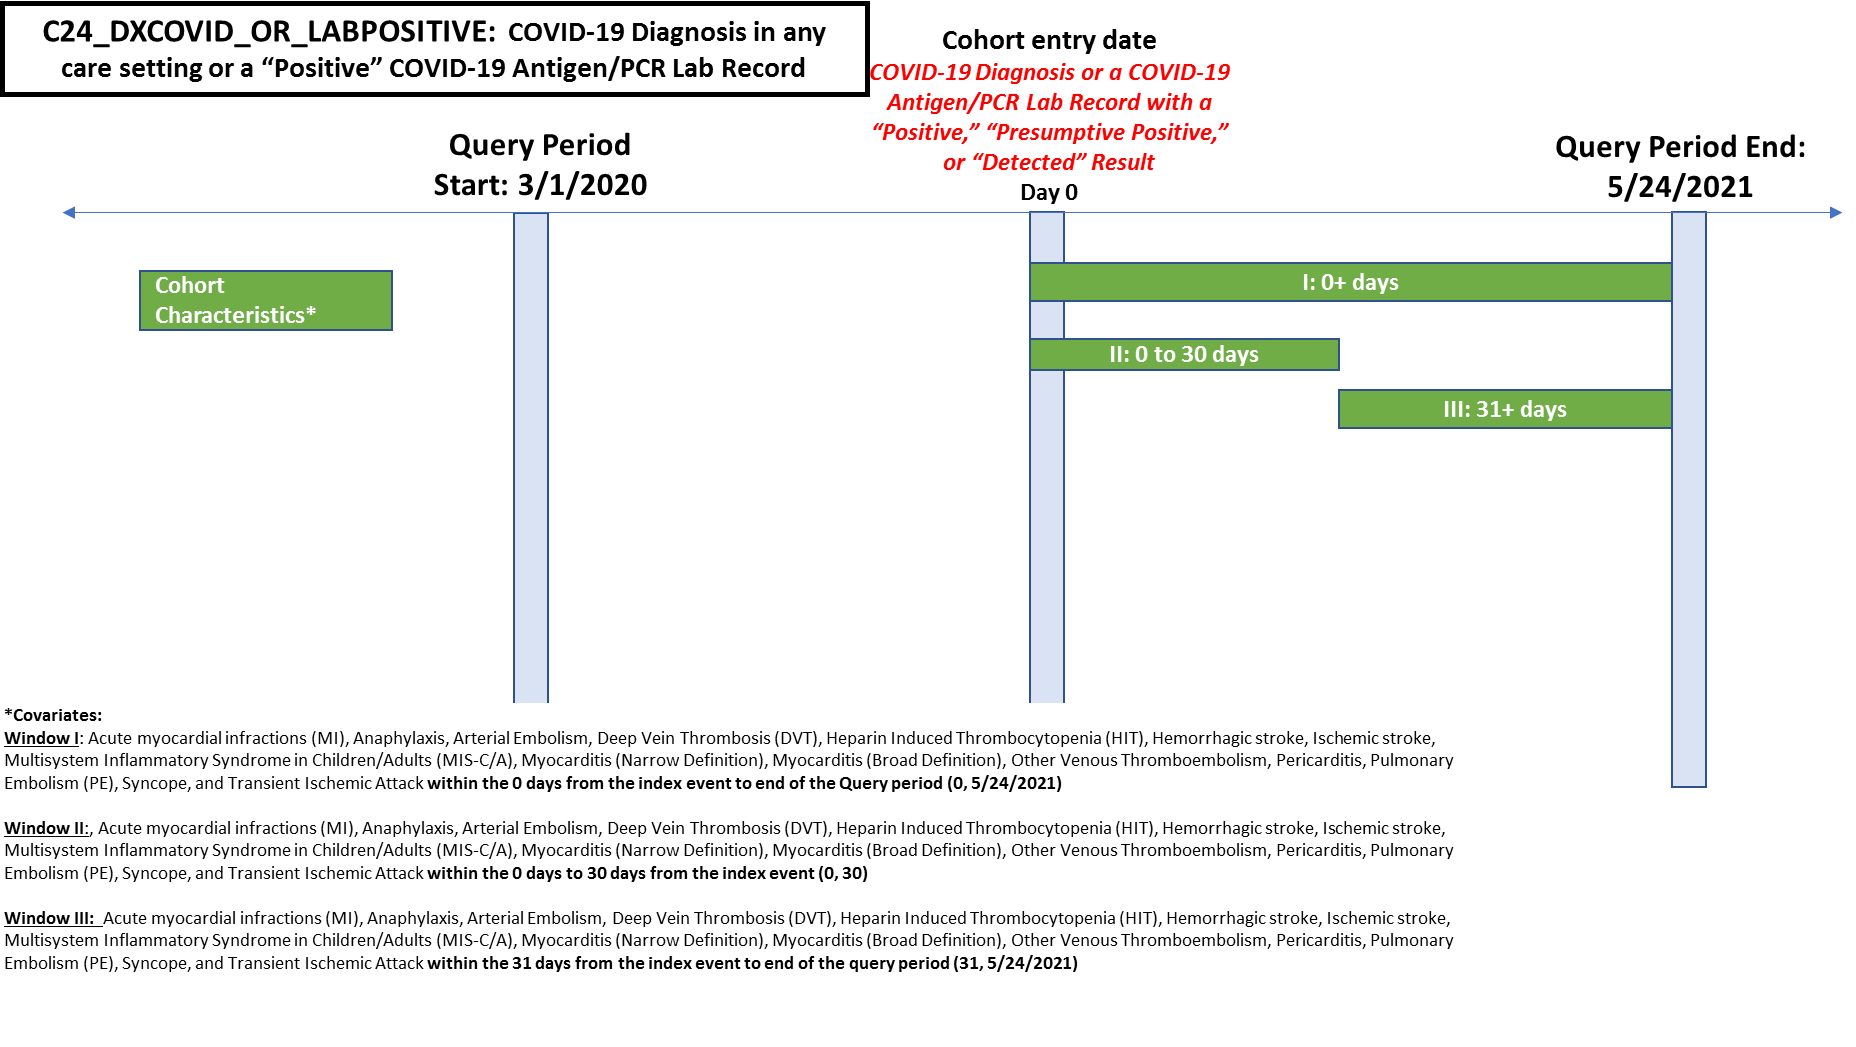 C24_DXCOVID_OR_LABPOSITIVE: COVID-19 Diagnosis in any
care setting or a “Positive” COVID-19 Antigen/PCR Lab Record
Cohort entry date
COVID-19 Diagnosis or a COVID-19
Antigen/PCR Lab Record with a
“Positive,” “Presumptive Positive,”
or “Detected” Result
Day 0
Query Period
Start: 3/1/2020
Query Period End:
5/24/2021
Cohort
Characteristics*
I: 0+ days
II: 0 to 30 days
III: 31+ days
*Covariates:
Window I: Acute myocardial infractions (MI), Anaphylaxis, Arterial Embolism, Deep Vein Thrombosis (DVT), Heparin Induced Thrombocytopenia (HIT), Hemorrhagic stroke, Ischemic stroke,
Multisystem Inflammatory Syndrome in Children/Adults (MIS-C/A), Myocarditis (Narrow Definition), Myocarditis (Broad Definition), Other Venous Thromboembolism, Pericarditis, Pulmonary
Embolism (PE), Syncope, and Transient Ischemic Attack within the 0 days from the index event to end of the Query period (0, 5/24/2021)
Window II:, Acute myocardial infractions (MI), Anaphylaxis, Arterial Embolism, Deep Vein Thrombosis (DVT), Heparin Induced Thrombocytopenia (HIT), Hemorrhagic stroke, Ischemic stroke,
Multisystem Inflammatory Syndrome in Children/Adults (MIS-C/A), Myocarditis (Narrow Definition), Myocarditis (Broad Definition), Other Venous Thromboembolism, Pericarditis, Pulmonary
Embolism (PE), Syncope, and Transient Ischemic Attack within the 0 days to 30 days from the index event (0, 30)
Window III: Acute myocardial infractions (MI), Anaphylaxis, Arterial Embolism, Deep Vein Thrombosis (DVT), Heparin Induced Thrombocytopenia (HIT), Hemorrhagic stroke, Ischemic stroke,
Multisystem Inflammatory Syndrome in Children/Adults (MIS-C/A), Myocarditis (Narrow Definition), Myocarditis (Broad Definition), Other Venous Thromboembolism, Pericarditis, Pulmonary
Embolism (PE), Syncope, and Transient Ischemic Attack within the 31 days from the index event to end of the query period (31, 5/24/2021)